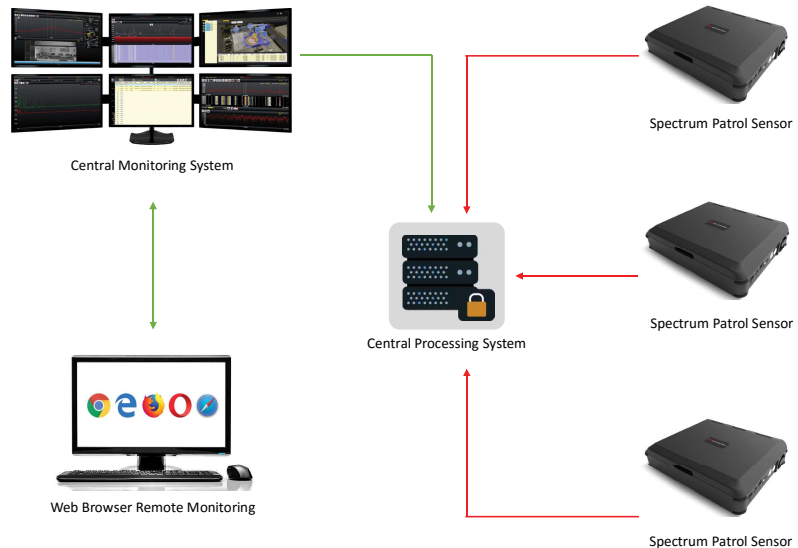 Central Monitoring System
Spectrum Patrol Sensor
Spectrum Patrol Sensor
Central Processing System
Web Browser Remote Monitoring
Spectrum Patrol Sensor